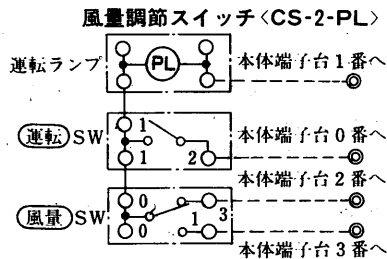 風量調節スイッチ〈CS-2-PL〉
運転ランプ PL 本体端子台1番へ
運転SW 1 1 2 本体端子台0番へ
本体端子台2番へ
風量SW 0 0 1 3
本体端子台3番へ